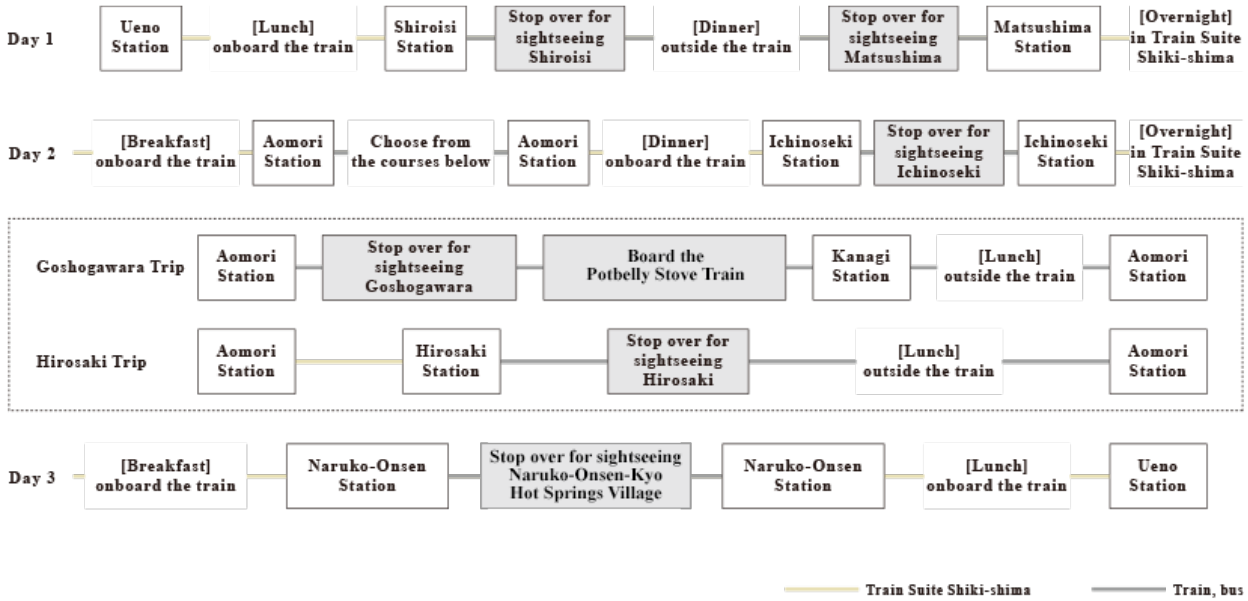 Day 1
Ueno
Station
[Lunch]
onboard the train
Shiroisi
Station
Stop over for
sightseeing
Shiroisi
[Dinner]
outside the train
Stop over for
sightseeing
Matsushima
Matsushima
Station
[Overnight]
in Train Suite
Shiki-shima
Day 2
[Breakfast]
onboard the train
Aomori
Station
Choose from
the courses below
Aomori
Station
[Dinner]
onboard the train
Ichinoseki
Station
Stop over for
sightseeing
Ichinoseki
Ichinoseki
Station
[Overnight]
in Train Suite
Shiki-shima
Goshogawara Trip
Aomori
Station
Stop over for
sightseeing
Goshogawara
Board the
Potbelly Stove Train
Kanagi
Station
[Lunch]
outside the train
Aomori
Station
Hirosaki Trip
Aomori
Station
Hirosaki
Station
Stop over for
sightseeing
Hirosaki
[Lunch]
outside the train
Aomori
Station
Day 3
[Breakfast]
onboard the train
Naruko-Onsen
Station
Stop over for sightseeing
Naruko-Onsen-Kyo
Hot Springs Village
Naruko-Onsen
Station
[Lunch]
onboard the train
Ueno
Station
Train Suite Shiki-shima
Train, bus